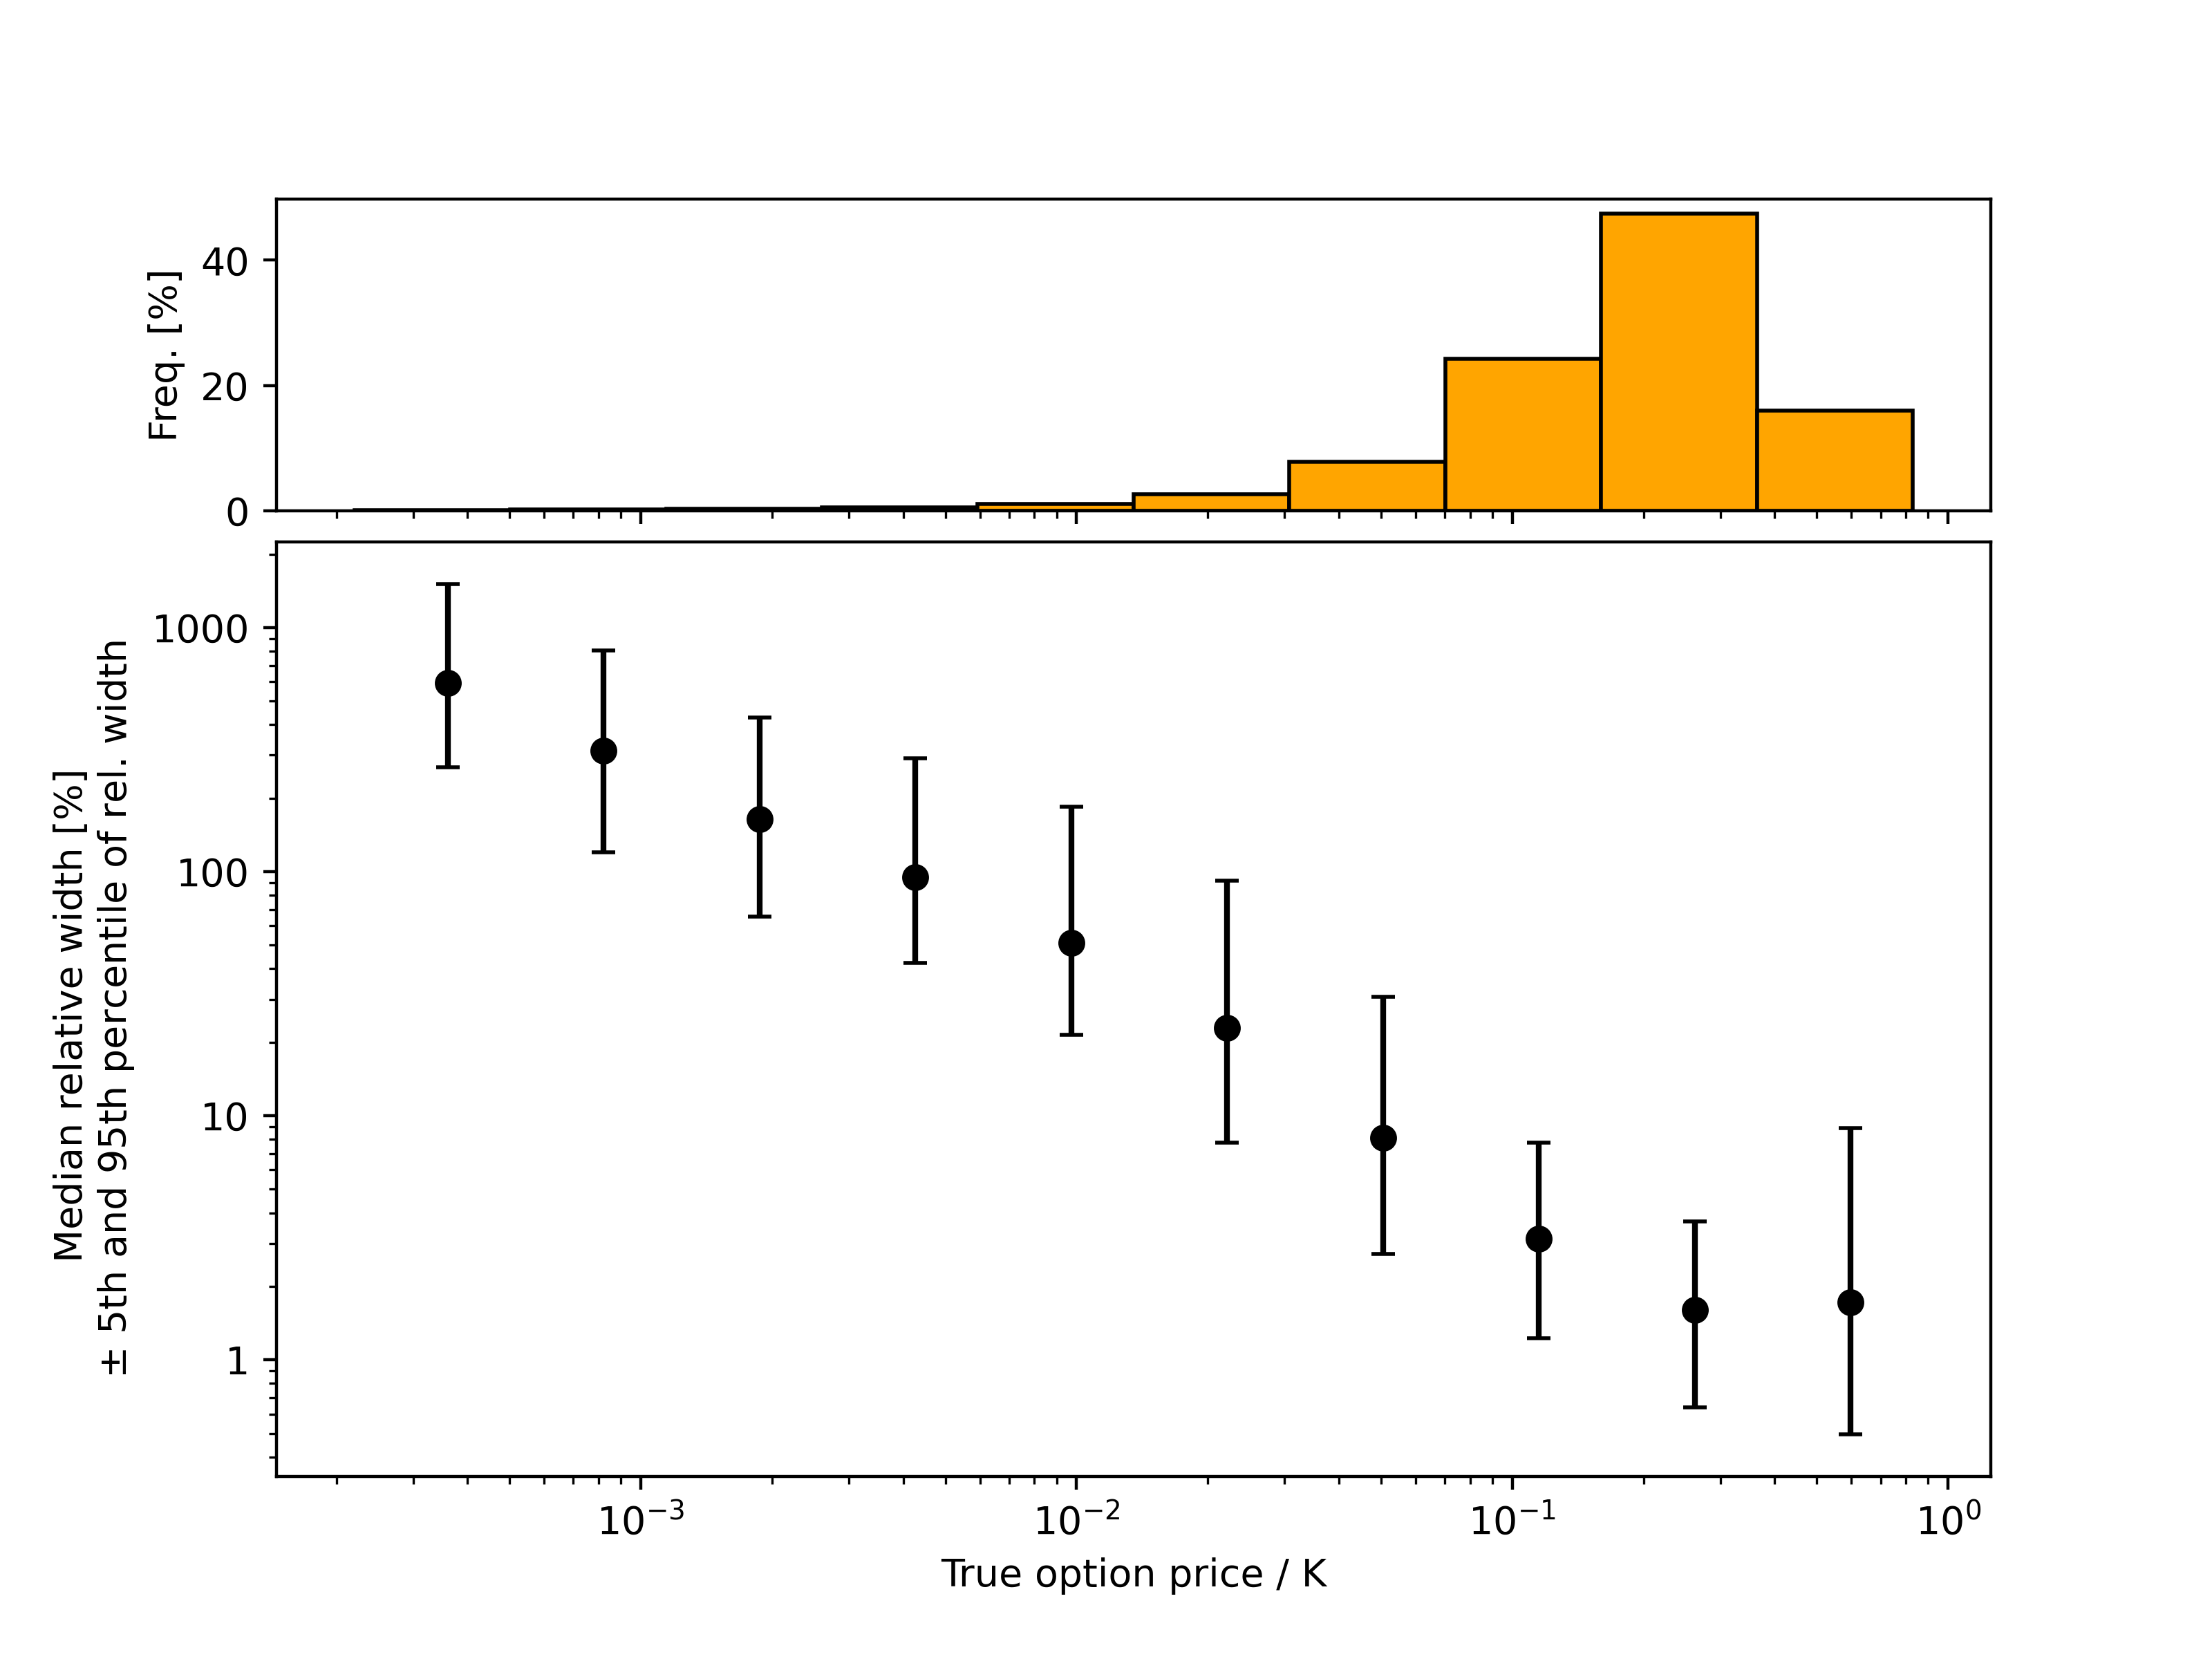 Freq. [%]
40
20
0
Median relative width [%]
± 5th and 95th percentile of rel. width
1000
100
10
1
10⁻³ 10⁻² 10⁻¹ 10⁰
True option price / K